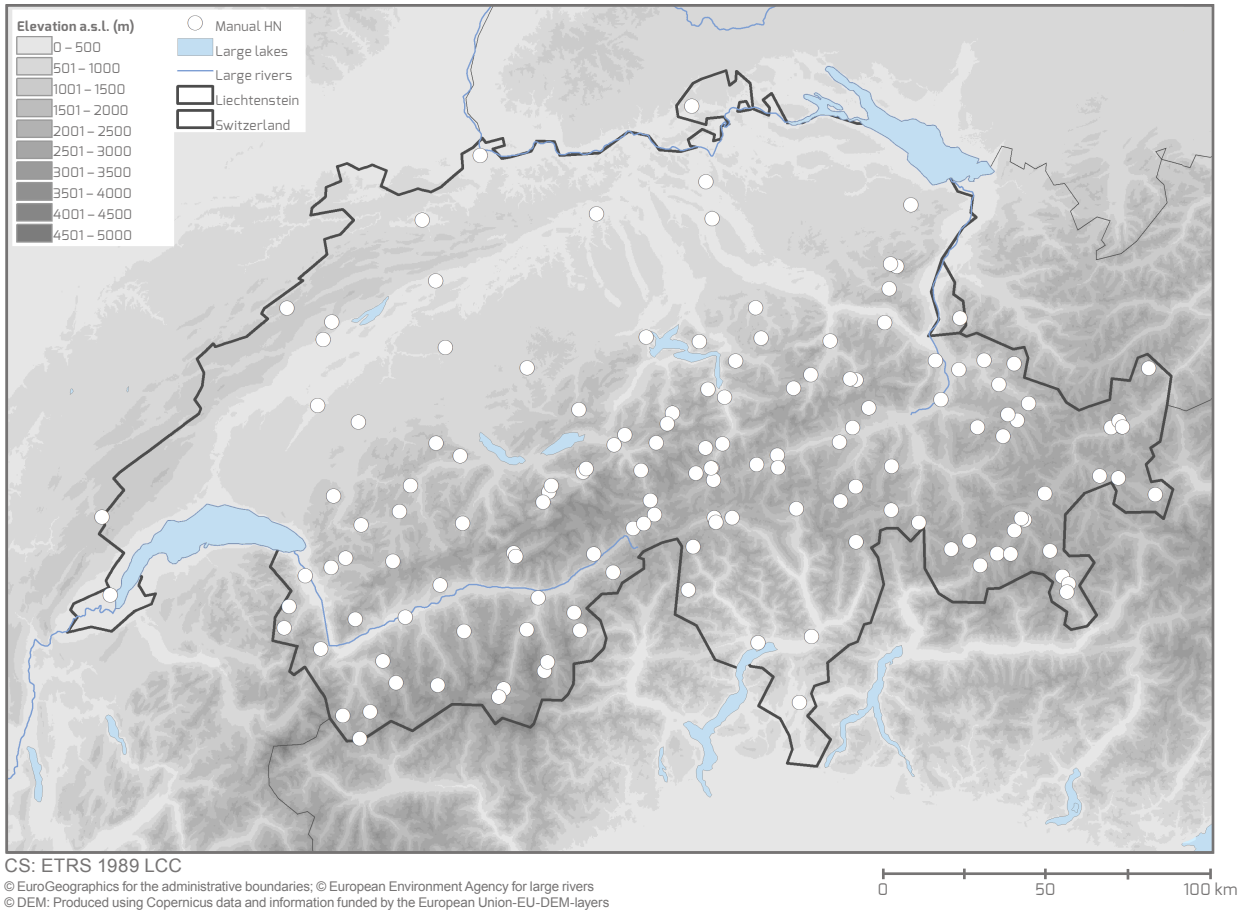 Elevation a.s.l. (m)
0 – 500
501 – 1000
1001 – 1500
1501 – 2000
2001 – 2500
2501 – 3000
3001 – 3500
3501 – 4000
4001 – 4500
4501 – 5000
Manual HN
Large lakes
Large rivers
Liechtenstein
Switzerland
CS: ETRS 1989 LCC
© EuroGeographics for the administrative boundaries; © European Environment Agency for large rivers
© DEM: Produced using Copernicus data and information funded by the European Union-EU-DEM-layers
0 50 100 km